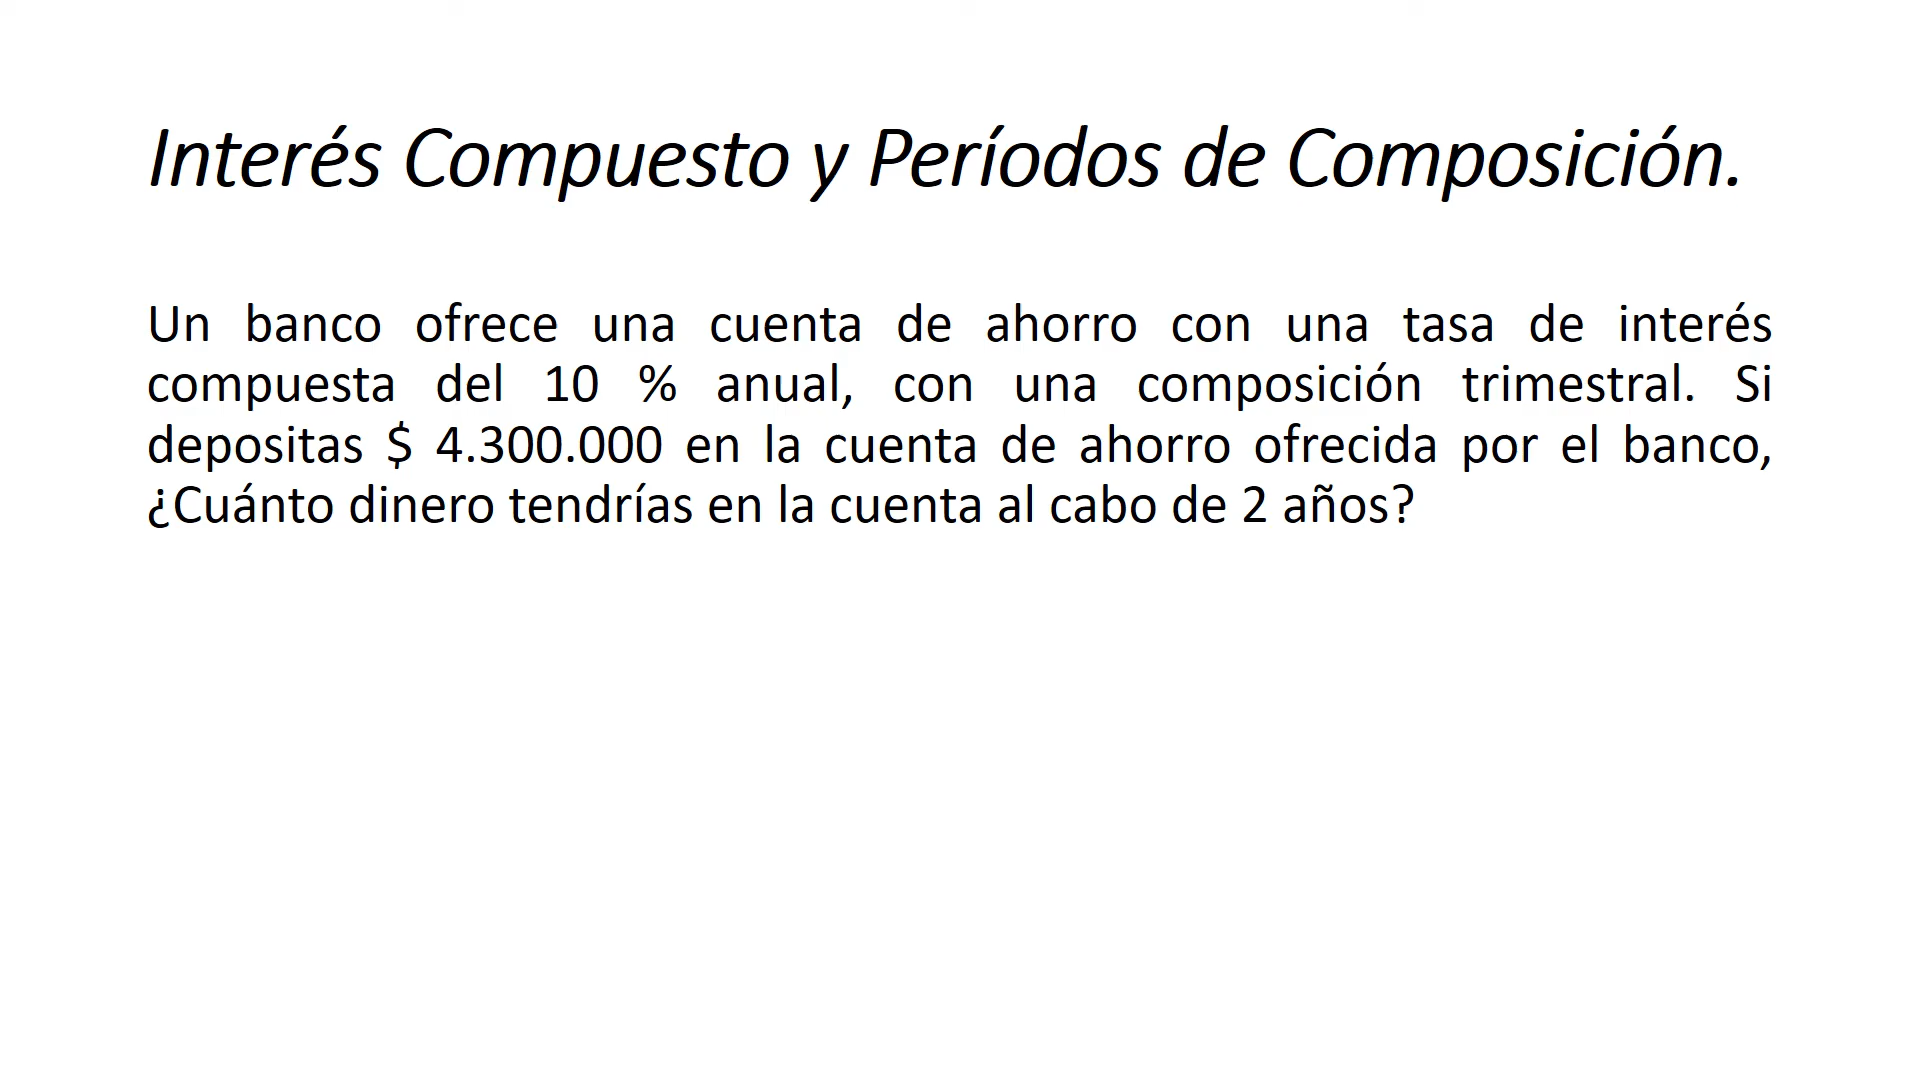 Interés Compuesto y Períodos de Composición.
Un banco ofrece una cuenta de ahorro con una tasa de interés
compuesta del 10 % anual, con una composición trimestral. Si
depositas $ 4.300.000 en la cuenta de ahorro ofrecida por el banco,
¿Cuánto dinero tendrías en la cuenta al cabo de 2 años?